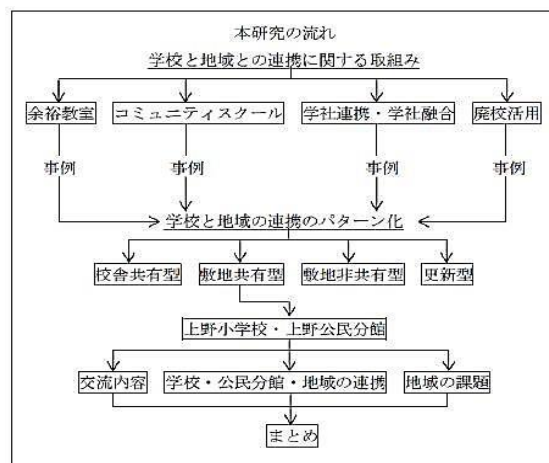 本研究の流れ
学校と地域との連携に関する取組み
余裕教室 コミュニティスクール 学社連携・学社融合 廃校活用
事例 事例 事例 事例
学校と地域の連携のパターン化
校舎共有型 敷地共有型 敷地非共有型 更新型
上野小学校・上野公民分館
交流内容 学校・公民分館・地域の連携 地域の課題
まとめ